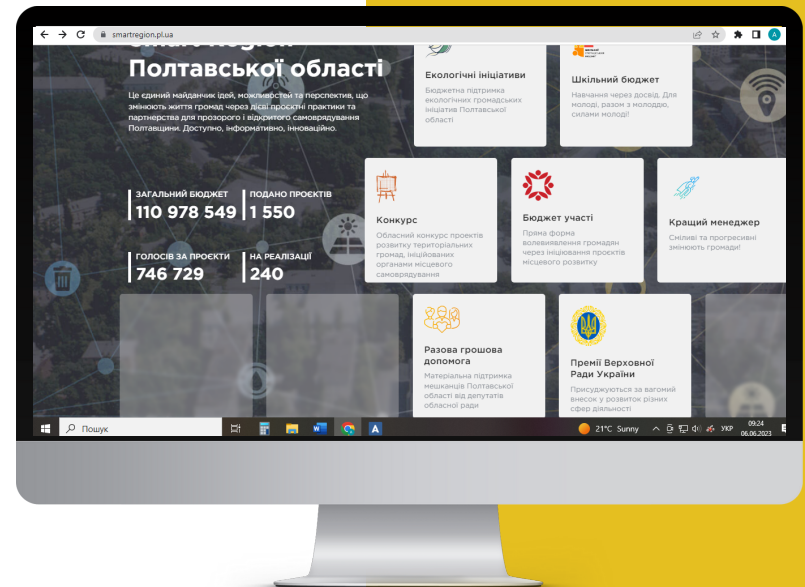 smartregion.pl.ua
Smart Region
Полтавської області
Це єдиний майданчик ідей, можливостей та перспектив, що
змінюють життя громад через дієві проєктні практики та
партнерства для прозорого і відкритого самоврядування
Полтавщини. Доступно, інформативно, інноваційно.
ЗАГАЛЬНИЙ БЮДЖЕТ
110 978 549
ПОДАНО ПРОЄКТІВ
1 550
ГОЛОСІВ ЗА ПРОЄКТИ
746 729
НА РЕАЛІЗАЦІЇ
240
Екологічні ініціативи
Бюджетна підтримка
екологічних громадських
ініціатив Полтавської
області
Шкільний бюджет
Навчання через досвід. Для
молоді, разом з молоддю,
силами молоді!
Конкурс
Обласний конкурс проектів
розвитку територіальних
громад, ініційованих
органами місцевого
самоврядування
Бюджет участі
Пряма форма
волевиявлення громадян
через ініціювання проєктів
місцевого розвитку
Кращий менеджер
Сміливі та прогресивні
змінюють громади!
Разова грошова
допомога
Матеріальна підтримка
мешканців Полтавської
області від депутатів
обласної ради
Премії Верховної
Ради України
Присуджуються за вагомий
внесок у розвиток різних
сфер діяльності
Пошук
21°C Sunny
УКР
09:24
06.06.2023